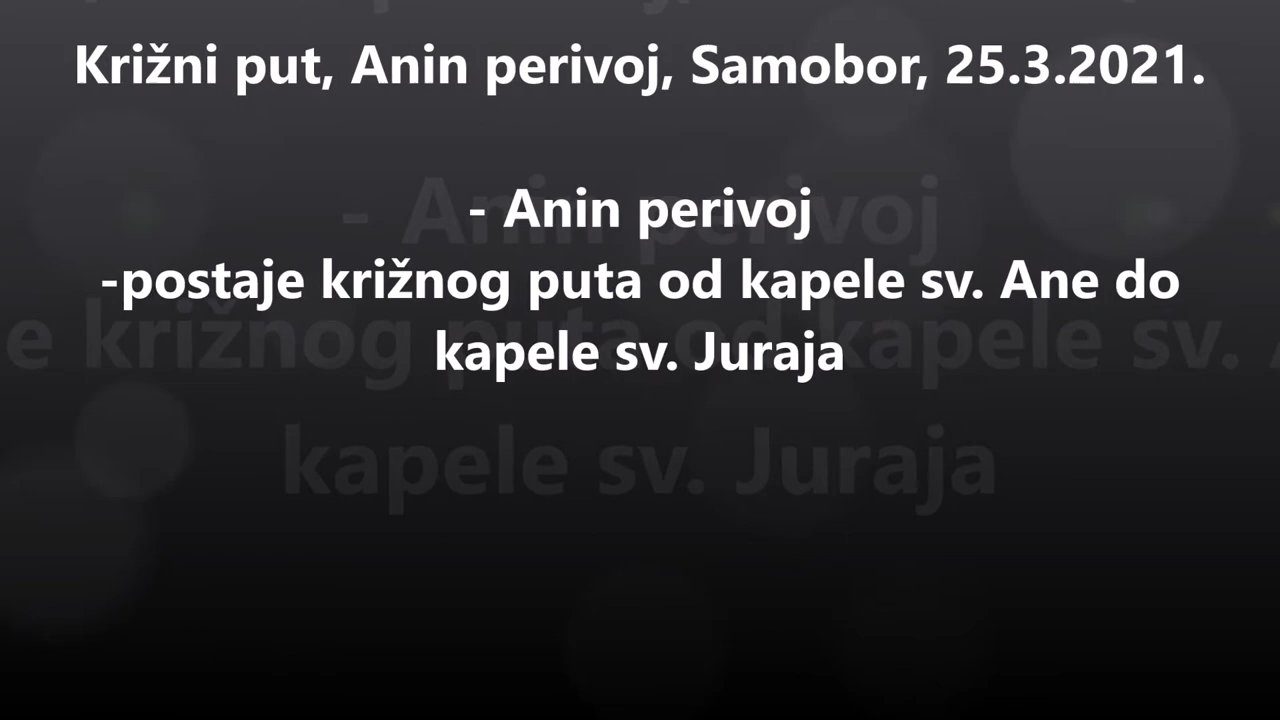 Križni put, Anin perivoj, Samobor, 25.3.2021.
- Anin perivoj
-postaje križnog puta od kapele sv. Ane do
kapele sv. Juraja